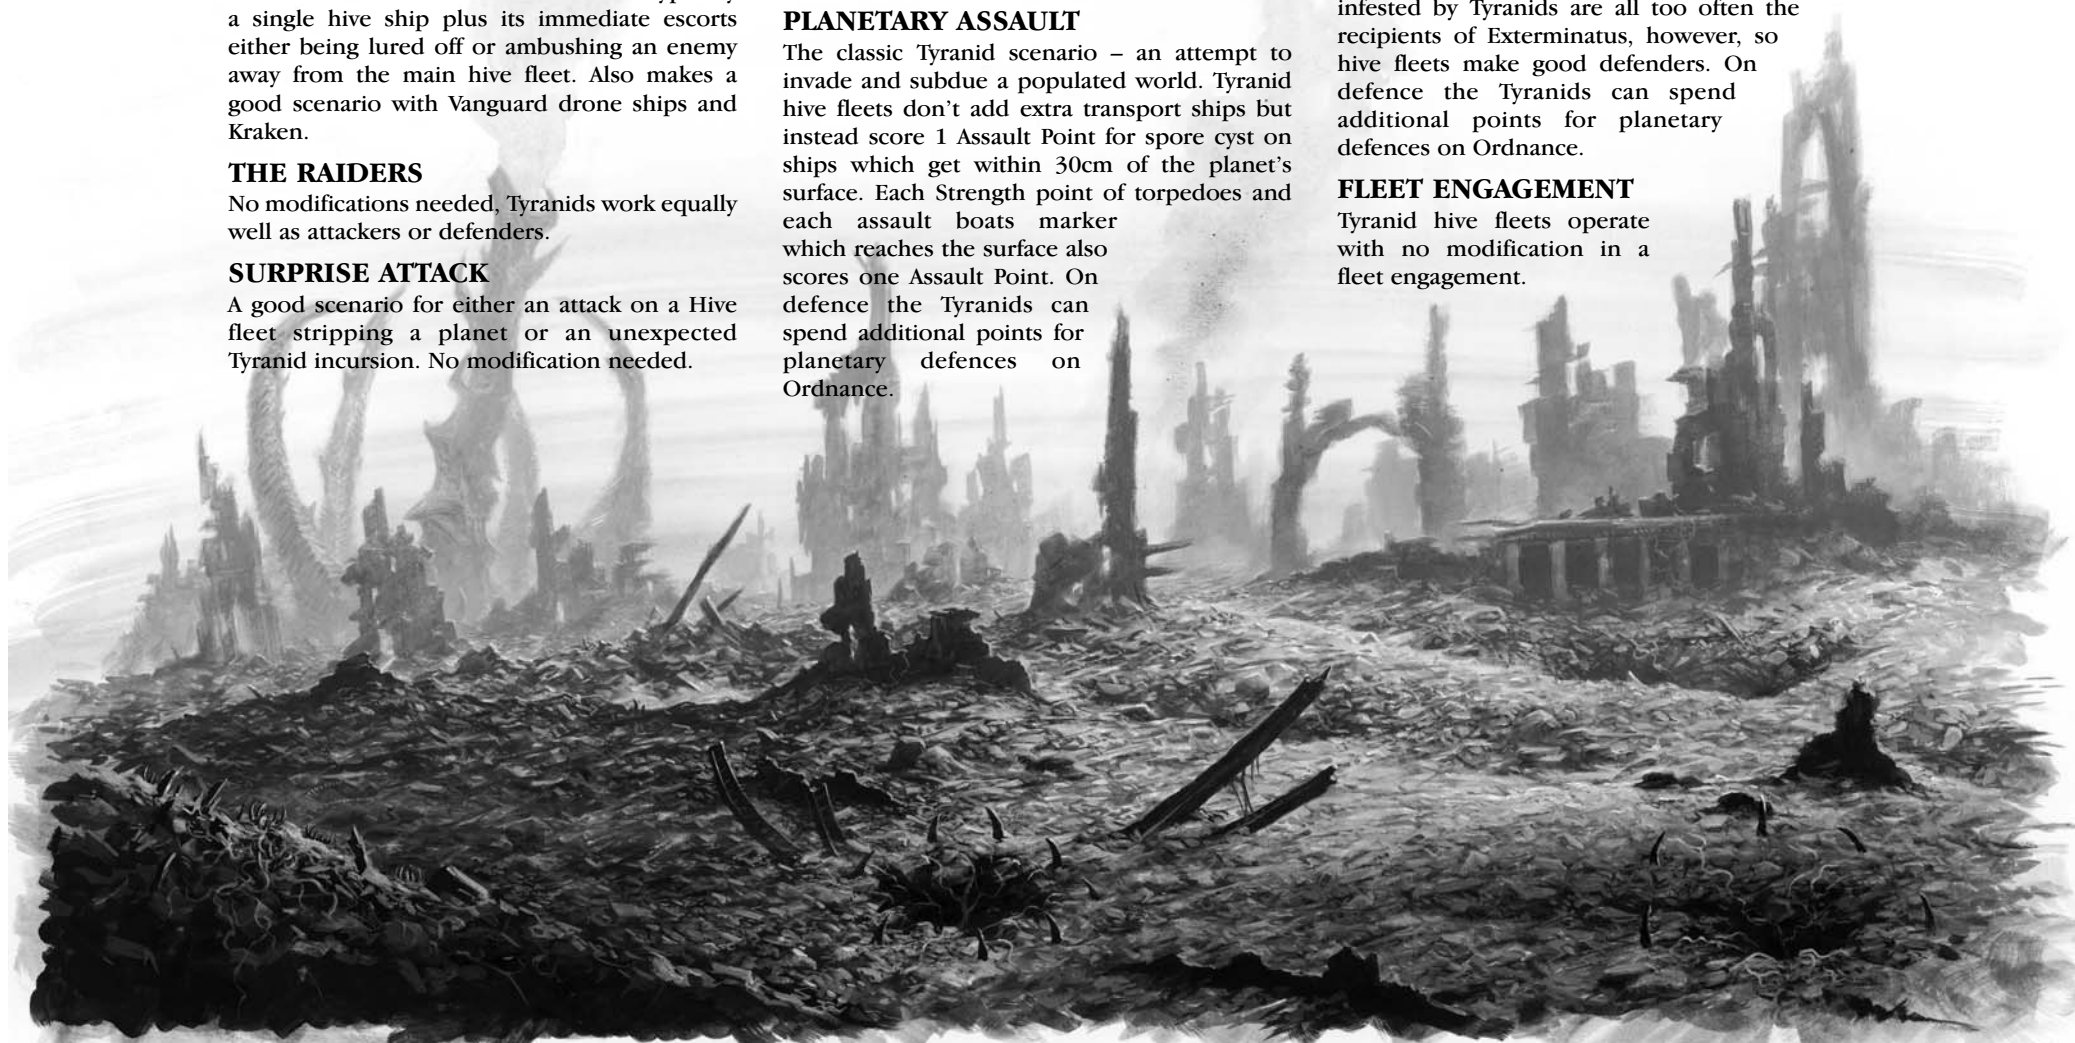 a single hive ship plus its immediate escorts
either being lured off or ambushing an enemy
away from the main hive fleet. Also makes a
good scenario with Vanguard drone ships and
Kraken.
THE RAIDERS
No modifications needed, Tyranids work equally
well as attackers or defenders.
SURPRISE ATTACK
A good scenario for either an attack on a Hive
fleet stripping a planet or an unexpected
Tyranid incursion. No modification needed.
PLANETARY ASSAULT
The classic Tyranid scenario – an attempt to
invade and subdue a populated world. Tyranid
hive fleets don't add extra transport ships but
instead score 1 Assault Point for spore cyst on
ships which get within 30cm of the planet's
surface. Each Strength point of torpedoes and
each assault boats marker
which reaches the surface also
scores one Assault Point. On
defence the Tyranids can
spend additional points for
planetary defences on
Ordnance.
infested by Tyranids are all too often the
recipients of Exterminatus, however, so
hive fleets make good defenders. On
defence the Tyranids can spend
additional points for planetary
defences on Ordnance.
FLEET ENGAGEMENT
Tyranid hive fleets operate
with no modification in a
fleet engagement.